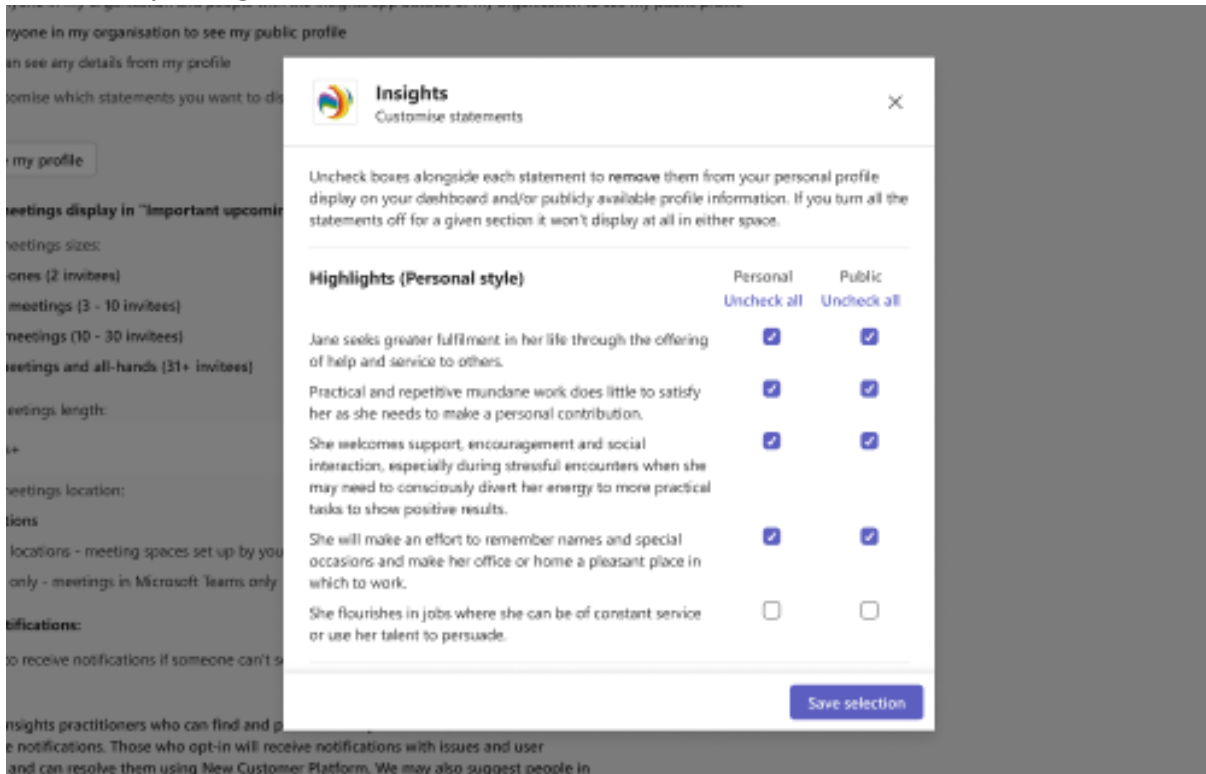 anyone in my organisation to see my public profile
can see any details from my profile
customise which statements you want to dis
my profile
meetings display in "Important upcomin
meetings sizes:
ones (2 invitees)
meetings (3 - 10 invitees)
meetings (10 - 30 invitees)
meetings and all-hands (31+ invitees)
meetings length:
meetings location:
locations - meeting spaces set up by you
only - meetings in Microsoft Teams only
notifications:
to receive notifications if someone can't s
Insights practitioners who can find and p
notifications. Those who opt-in will receive notifications with issues and user
and can resolve them using New Customer Platform. We may also suggest people in
Insights
Customise statements
Uncheck boxes alongside each statement to remove them from your personal profile
display on your dashboard and/or publicly available profile information. If you turn all the
statements off for a given section it won't display at all in either space.
Highlights (Personal style)
Personal Public
Uncheck all Uncheck all
Jane seeks greater fulfilment in her life through the offering
of help and service to others.
Practical and repetitive mundane work does little to satisfy
her as she needs to make a personal contribution.
She welcomes support, encouragement and social
interaction, especially during stressful encounters when she
may need to consciously divert her energy to more practical
tasks to show positive results.
She will make an effort to remember names and special
occasions and make her office or home a pleasant place in
which to work.
She flourishes in jobs where she can be of constant service
or use her talent to persuade.
Save selection